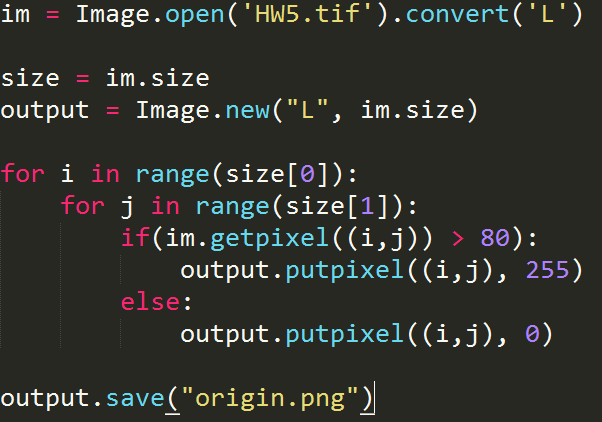 im = Image.open('HW5.tif').convert('L')
size = im.size
output = Image.new("L", im.size)
for i in range(size[0]):
    for j in range(size[1]):
        if(im.getpixel((i,j)) > 80):
            output.putpixel((i,j), 255)
        else:
            output.putpixel((i,j), 0)
output.save("origin.png")